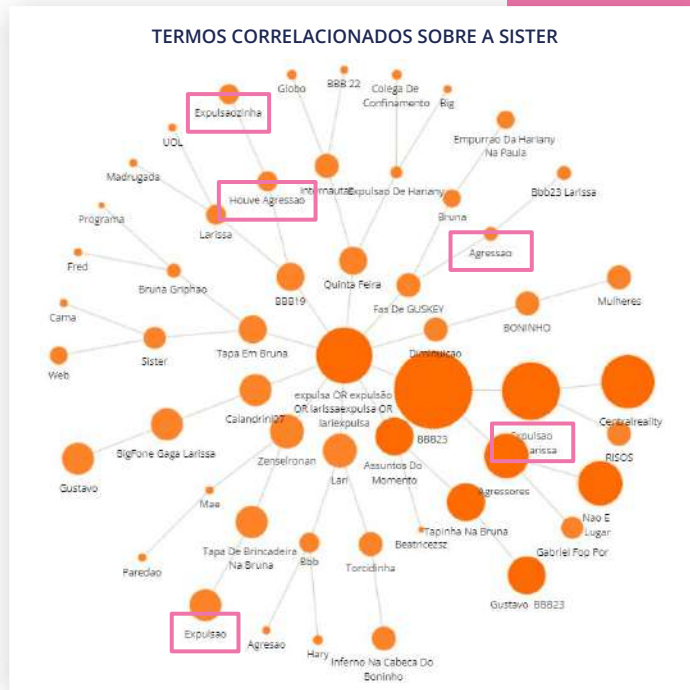 TERMOS CORRELACIONADOS SOBRE A SISTER
Globo
BBB 22
Colega De
Confinamento
Big
Expulsaozinha
Empurrao Da Hariany
Na Paula
UOL
Madrugada
Internautas
Expulsao De Hariany
Bbb23 Larissa
Houve Agressao
Programa
Bruna
Larissa
Agressao
Fred
Bruna Griphao
BBB19
Quinta Feira
Fas De GUSKEY
Mulheres
Cama
BONINHO
Web
Sister
Tapa Em Bruna
Diminuicao
expulsa OR expulsão
OR larissaexpulsa OR
lariexpulsa
Calandrini07
BBB23
Centralreality
Expulsao
Larissa
RISOS
BigFone Gaga Larissa
Zenseironan
Assuntos Do
Momento
Gustavo
Lari
Agressores
Mae
Nao E
Lugar
Tapinha Na Bruna
Beatricezsz
Tapa De Brincadeira
Na Bruna
Bbb
Torcidinha
Gabriel Fop Por
Paredao
Gustavo BBB23
Expulsao
Agresao
Hary
Inferno Na Cabeca Do
Boninho